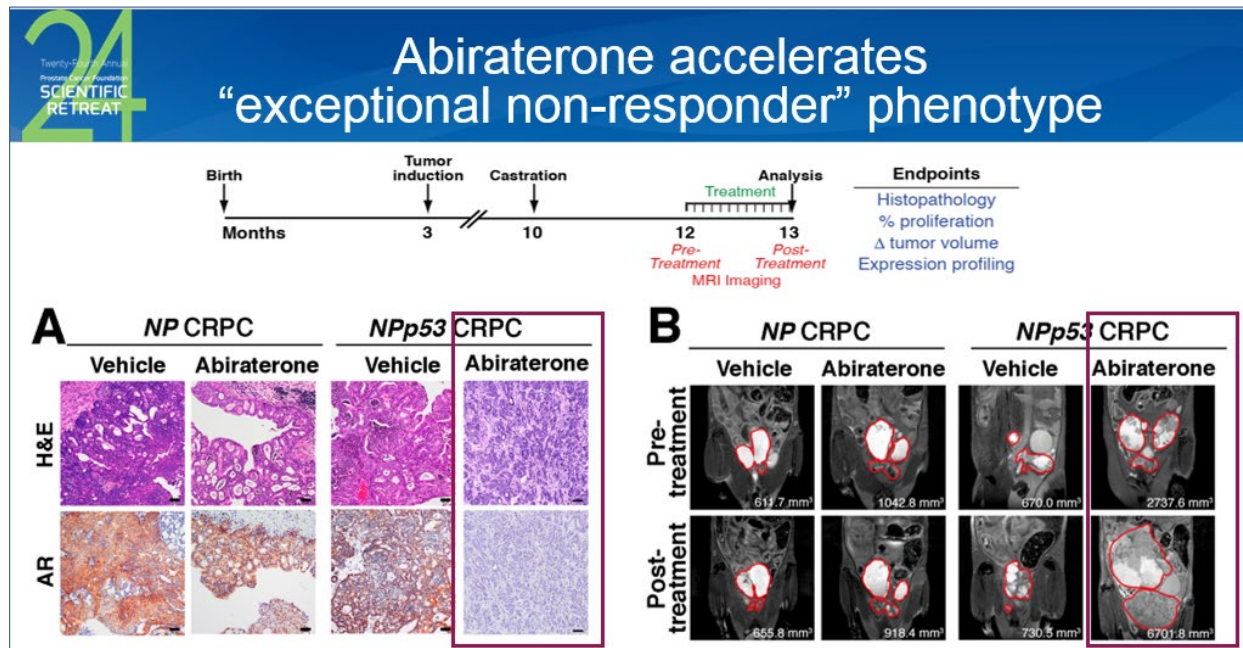 Twenty-Fourth Annual
Prostate Cancer Foundation
SCIENTIFIC
RETREAT
24
Abiraterone accelerates
“exceptional non-responder” phenotype
Birth
Tumor
induction
Castration
Treatment
Analysis
Months
3
10
12
13
Pre-
Treatment
Post-
Treatment
MRI Imaging
Endpoints
Histopathology
% proliferation
Δ tumor volume
Expression profiling
A
NP CRPC
NPp53 CRPC
Vehicle
Abiraterone
Vehicle
Abiraterone
H&E
AR
B
NP CRPC
NPp53 CRPC
Vehicle
Abiraterone
Vehicle
Abiraterone
Pre-
treatment
611.7 mm³
1042.8 mm³
670.0 mm³
2737.6 mm³
Post-
treatment
655.8 mm³
918.4 mm³
730.5 mm³
6701.8 mm³